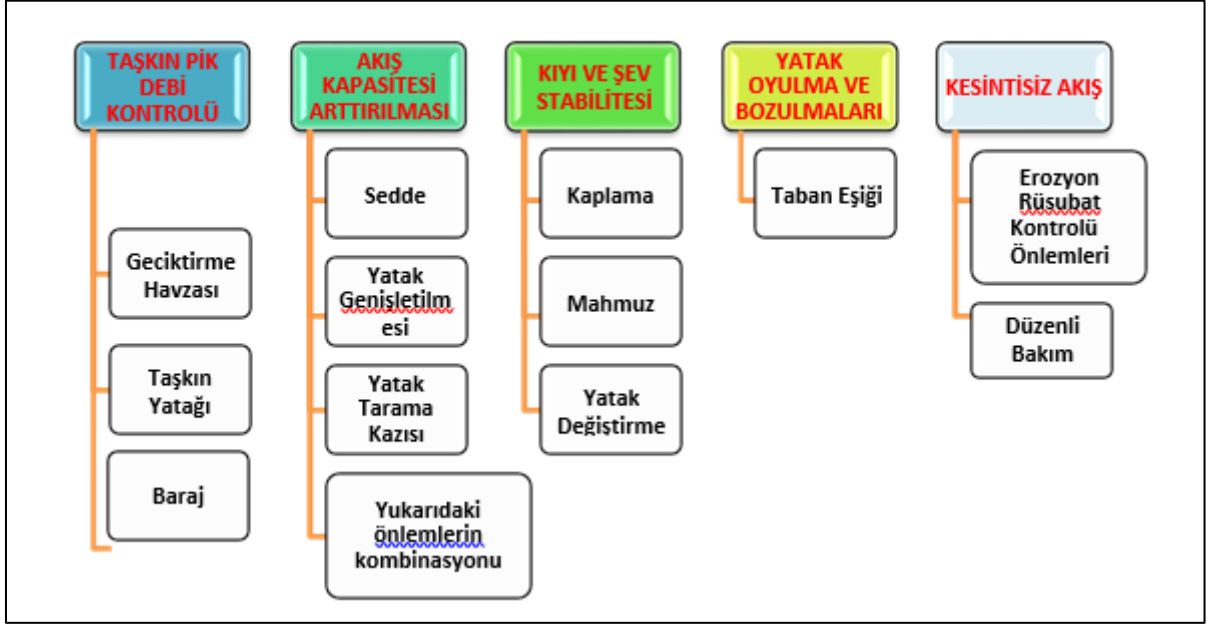 TAŞKIN PİK
DEBİ
KONTROLÜ
Geciktirme
Havzası
Taşkın
Yatağı
Baraj
AKIŞ
KAPASİTESİ
ARTTIRILMASI
Sedde
Yatak
Genişletilm
esi
Yatak
Tarama
Kazısı
Yukarıdaki
önlemlerin
kombinasyonu
KIYI VE ŞEV
STABİLİTESİ
Kaplama
Mahmuz
Yatak
Değiştirme
YATAK
OYULMA VE
BOZULMALARI
Taban Eşiği
KESİNTİSİZ AKIŞ
Erozyon
Rüsubat
Kontrolü
Önlemleri
Düzenli
Bakım